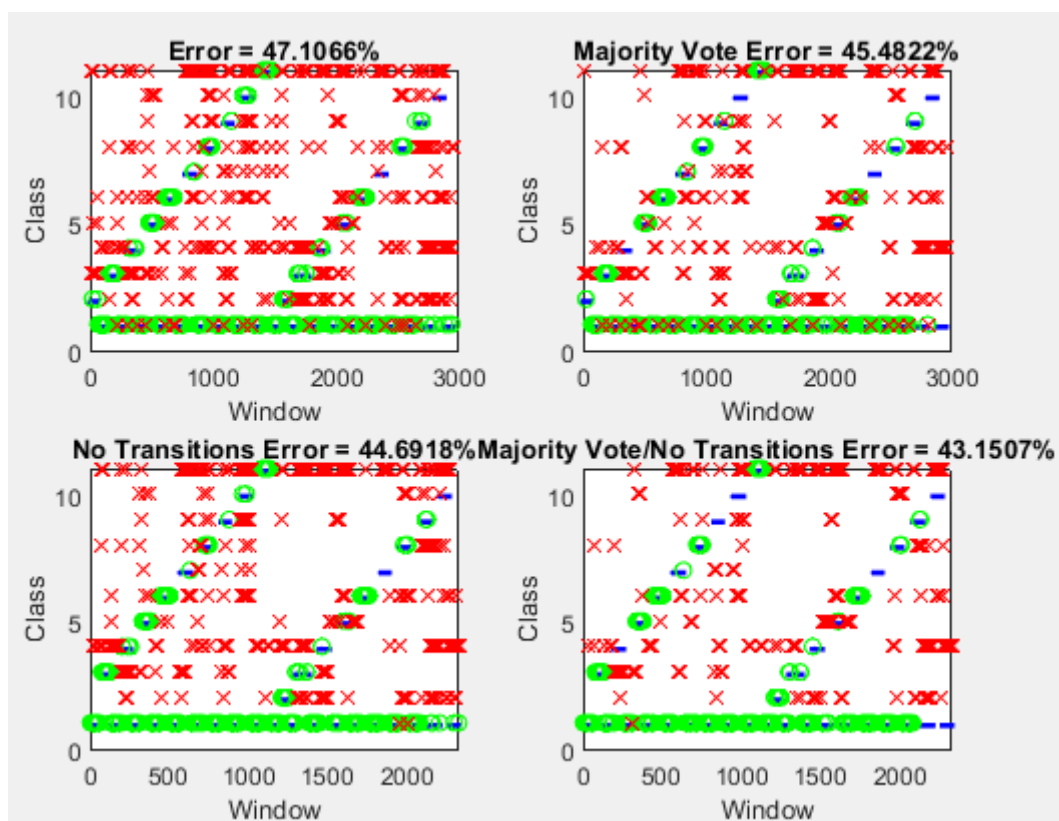 Error = 47.1066%
Majority Vote Error = 45.4822%
10
5
0
Class
0 1000 2000 3000
Window
10
5
0
Class
0 1000 2000 3000
Window
No Transitions Error = 44.6918%
Majority Vote/No Transitions Error = 43.1507%
10
5
0
Class
0 500 1000 1500 2000
Window
10
5
0
Class
0 500 1000 1500 2000
Window